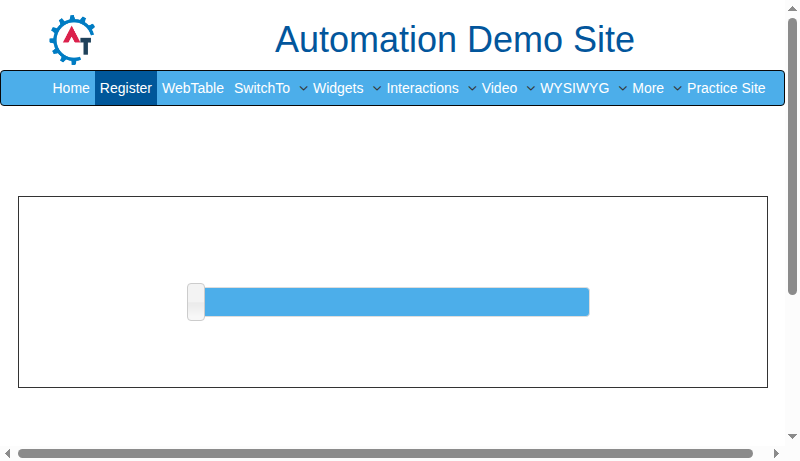 AT
Automation Demo Site
Home Register WebTable SwitchTo Widgets Interactions Video WYSIWYG More Practice Site